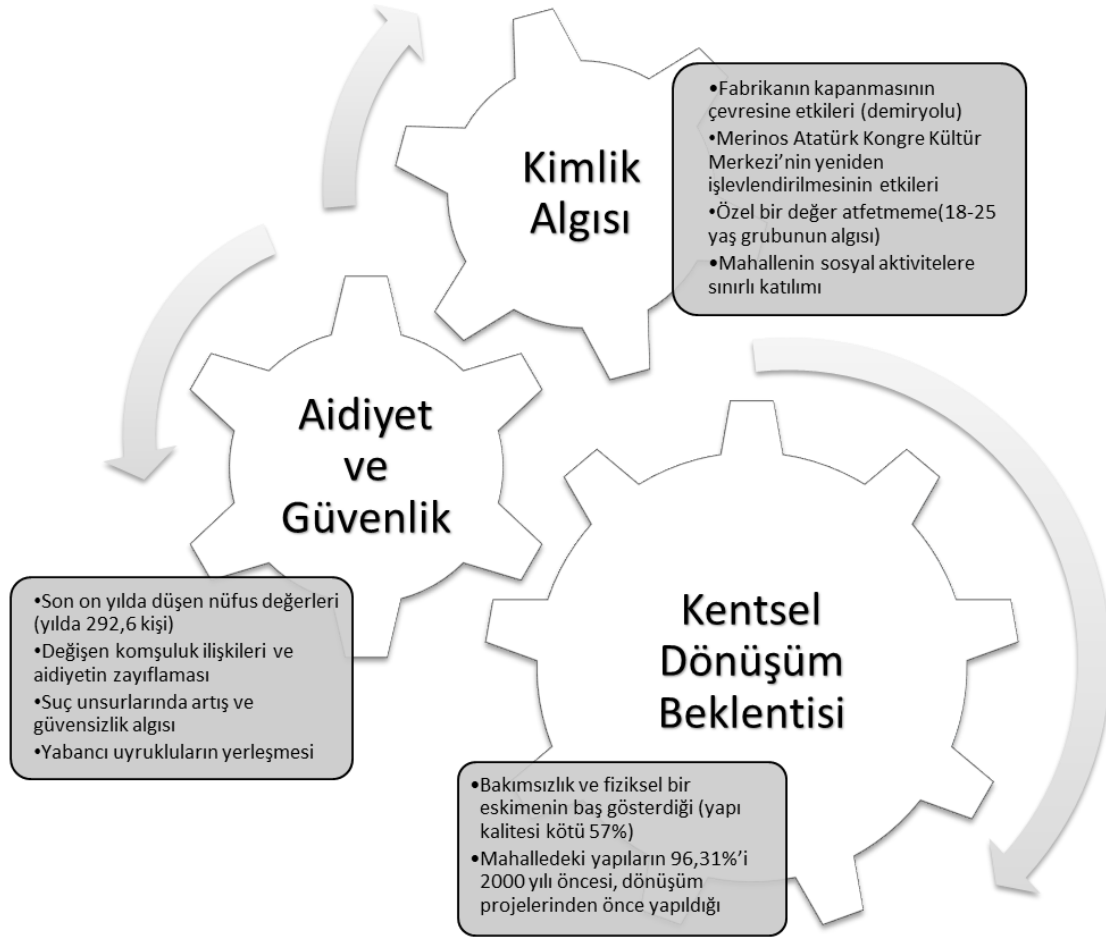 Kimlik
Algısı
•Fabrikanın kapanmasının
çevresine etkileri (demiryolu)
•Merinos Atatürk Kongre Kültür
Merkezi’nin yeniden
işlevlendirilmesinin etkileri
•Özel bir değer atfetmeme(18-25
yaş grubunun algısı)
•Mahallenin sosyal aktivitelere
sınırlı katılımı
Aidiyet
ve
Güvenlik
•Son on yılda düşen nüfus değerleri
(yılda 292,6 kişi)
•Değişen komşuluk ilişkileri ve
aidiyetin zayıflaması
•Suç unsurlarında artış ve
güvensizlik algısı
•Yabancı uyrukluların yerleşmesi
Kentsel
Dönüşüm
Beklentisi
•Bakımsızlık ve fiziksel bir
eskimenin baş gösterdiği (yapı
kalitesi kötü 57%)
•Mahalledeki yapıların 96,31%’i
2000 yılı öncesi, dönüşüm
projelerinden önce yapıldığı